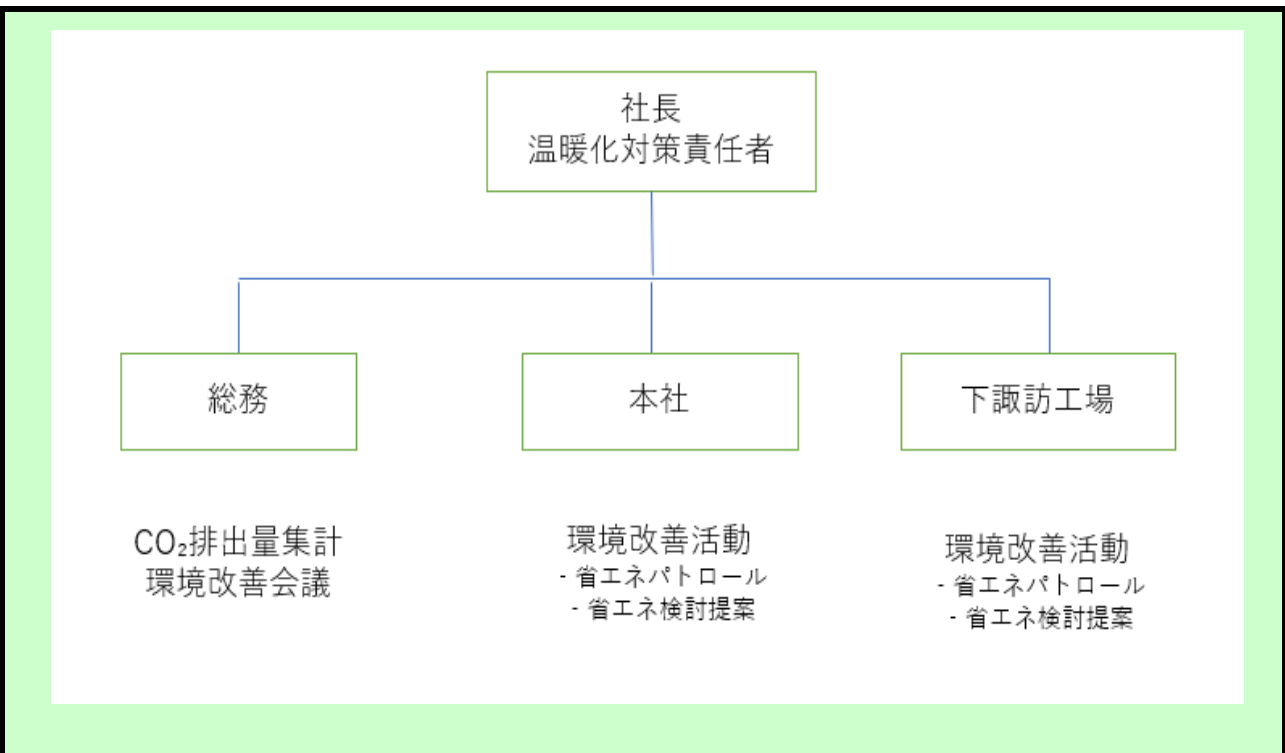 社長
温暖化対策責任者
総務
本社
下諏訪工場
CO₂排出量集計
環境改善会議
環境改善活動
- 省エネパトロール
- 省エネ検討提案
環境改善活動
- 省エネパトロール
- 省エネ検討提案